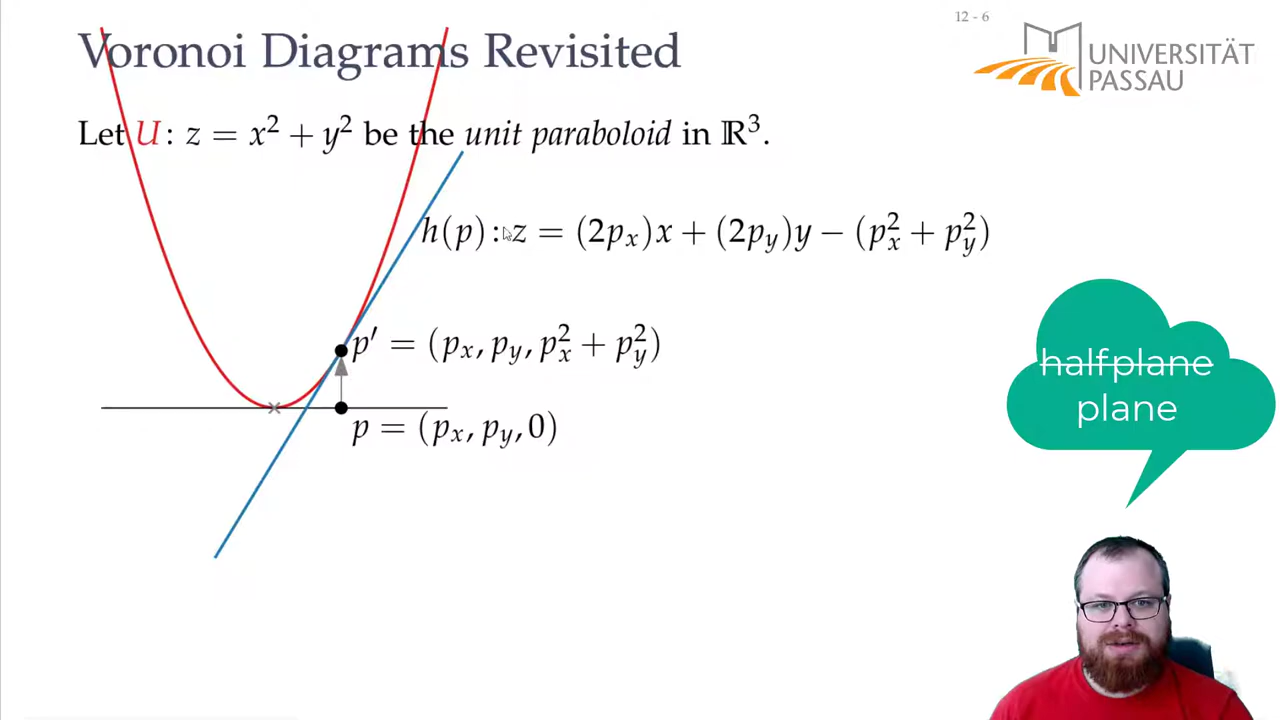 12 - 6
Voronoi Diagrams Revisited
UNIVERSITÄT
PASSAU
Let U : z = x² + y² be the unit paraboloid in ℝ³.
h(p) : z = (2pₓ)x + (2p_y)y − (pₓ² + p_y²)
p′ = (pₓ, p_y, pₓ² + p_y²)
p = (pₓ, p_y, 0)
halfplane
plane